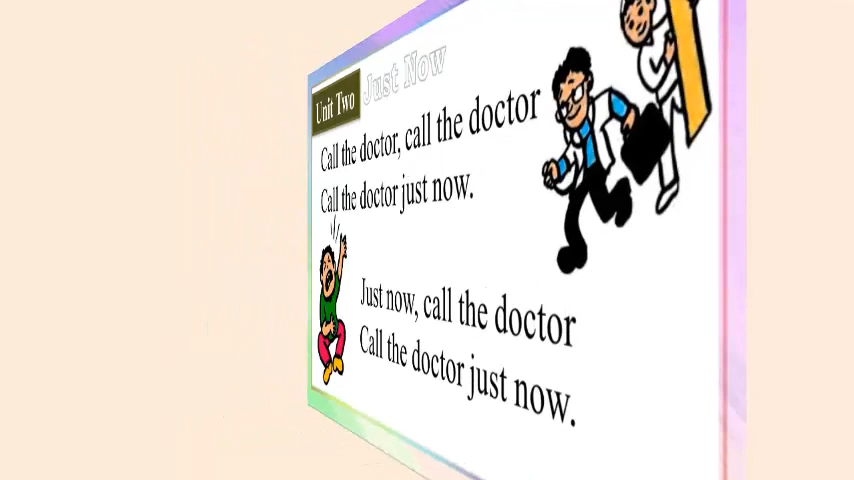 Just Now
Unit Two
Call the doctor, call the doctor
Call the doctor just now.
Just now, call the doctor
Call the doctor just now.